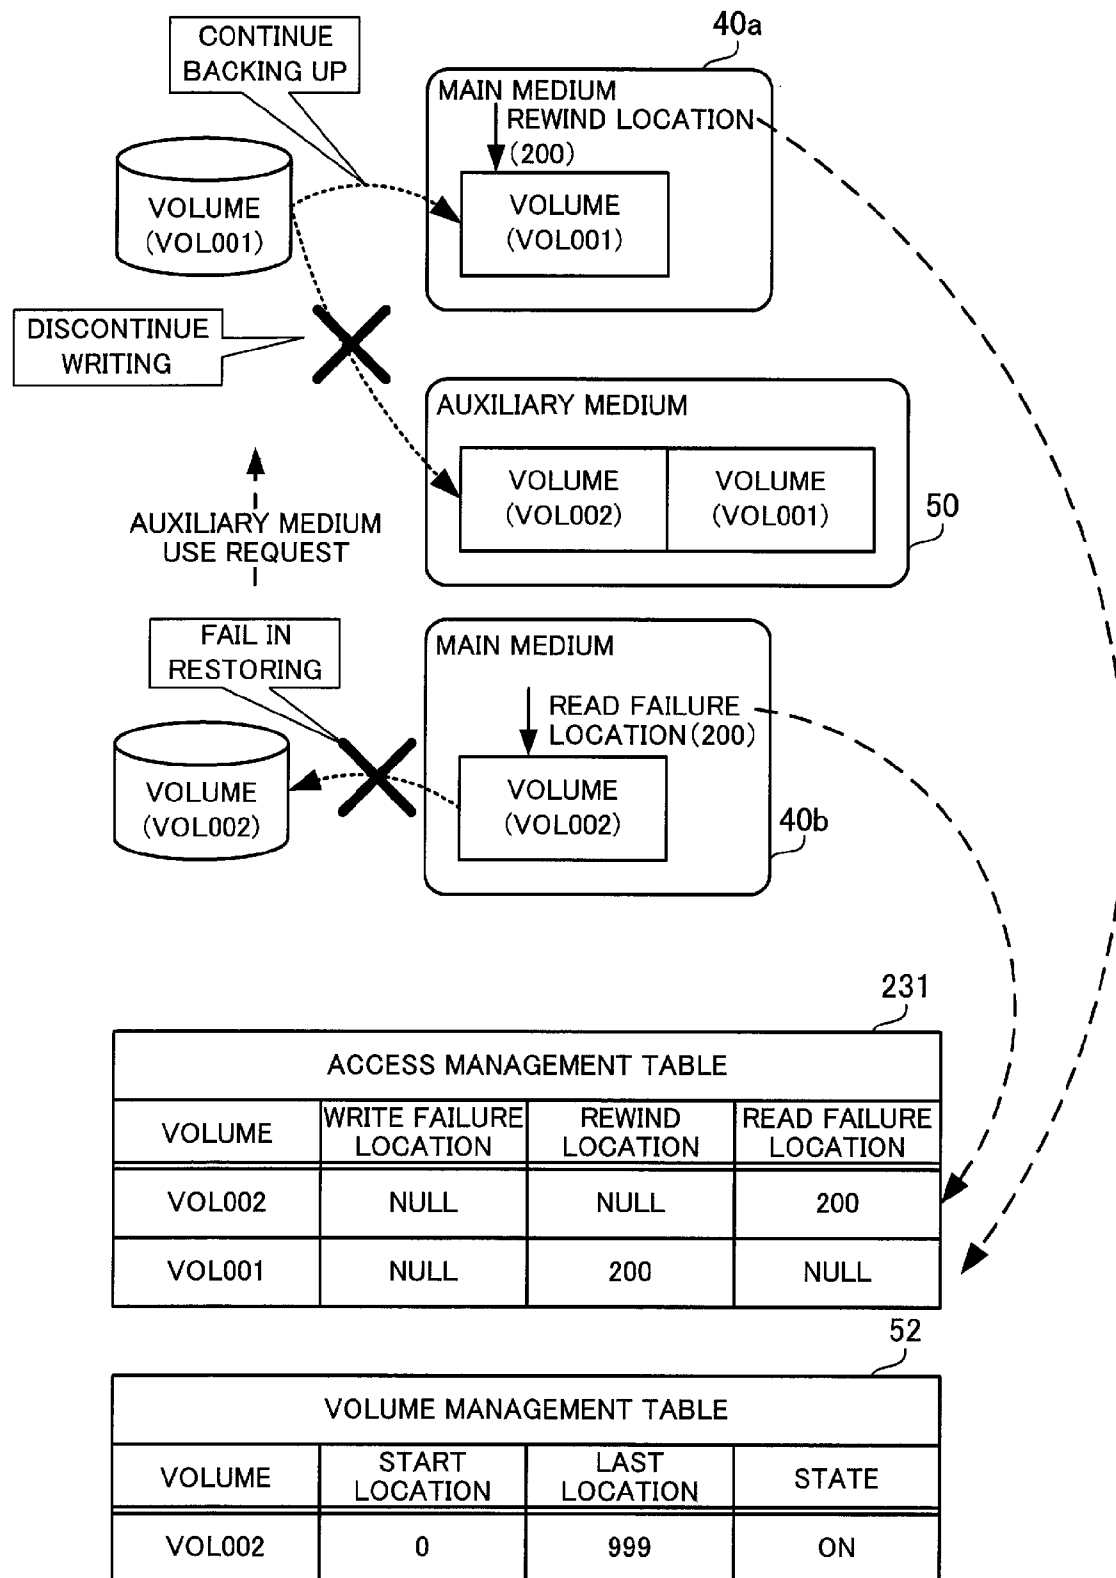 CONTINUE
BACKING UP
40a
MAIN MEDIUM
REWIND LOCATION
(200)
VOLUME
(VOL001)
VOLUME
(VOL001)
DISCONTINUE
WRITING
AUXILIARY MEDIUM
VOLUME
(VOL002)
VOLUME
(VOL001)
50
AUXILIARY MEDIUM
USE REQUEST
FAIL IN
RESTORING
MAIN MEDIUM
READ FAILURE
LOCATION(200)
VOLUME
(VOL002)
VOLUME
(VOL002)
40b
231
ACCESS MANAGEMENT TABLE
VOLUME
WRITE FAILURE
LOCATION
REWIND
LOCATION
READ FAILURE
LOCATION
VOL002
NULL
NULL
200
VOL001
NULL
200
NULL
52
VOLUME MANAGEMENT TABLE
VOLUME
START
LOCATION
LAST
LOCATION
STATE
VOL002
0
999
ON